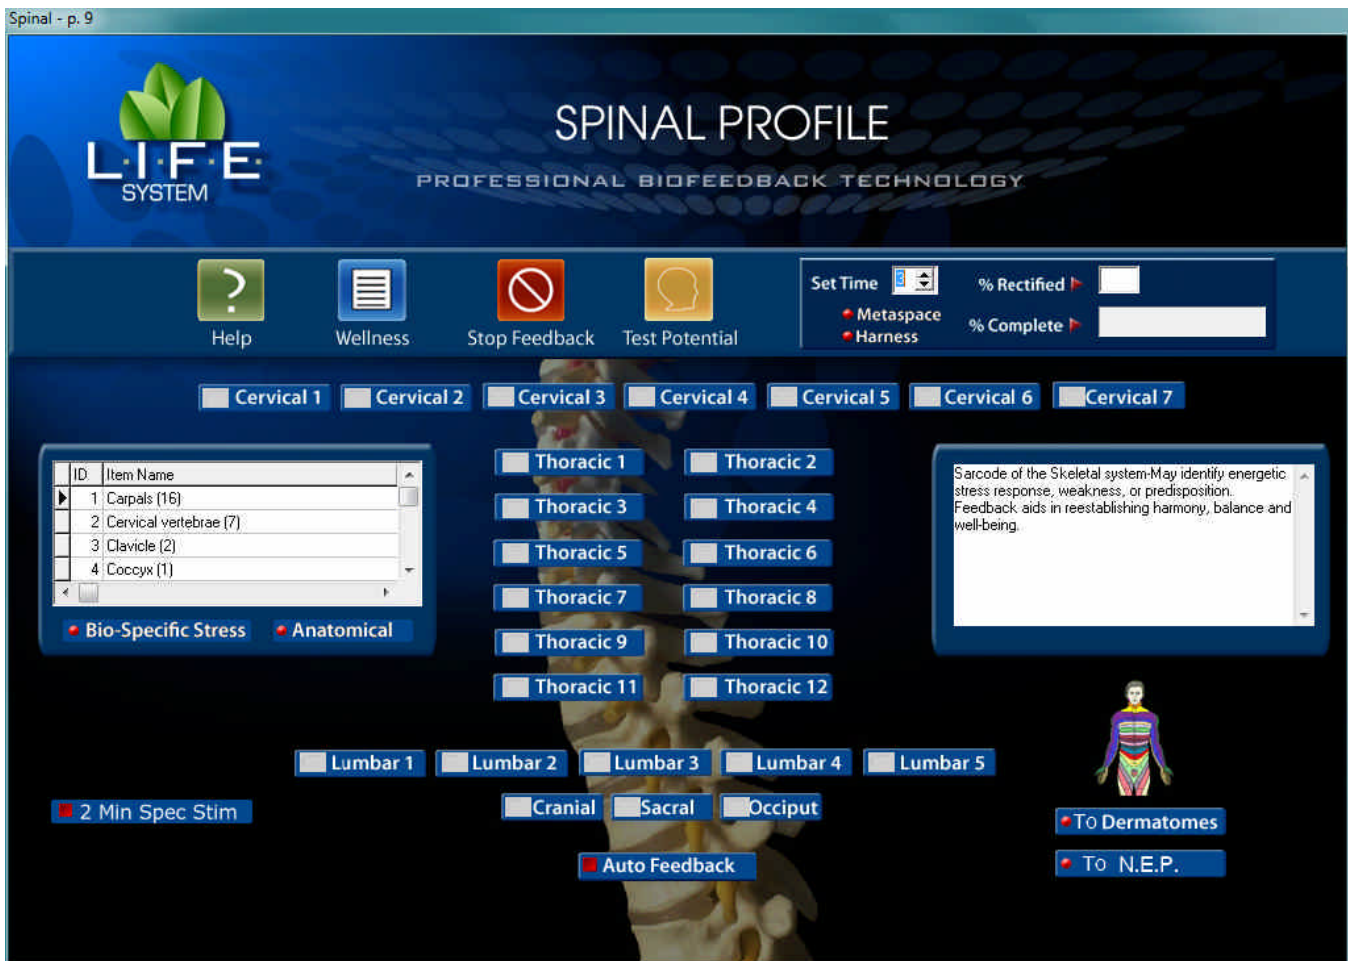 Spinal - p. 9
L·I·F·E·
SYSTEM
SPINAL PROFILE
PROFESSIONAL BIOFEEDBACK TECHNOLOGY
?
Help
Wellness
Stop Feedback
Test Potential
Set Time 3
% Rectified
Metaspace
Harness
% Complete
Cervical 1 Cervical 2 Cervical 3 Cervical 4 Cervical 5 Cervical 6 Cervical 7
ID Item Name
1 Carpals (16)
2 Cervical vertebrae (7)
3 Clavicle (2)
4 Coccyx (1)
Bio-Specific Stress Anatomical
Thoracic 1 Thoracic 2
Thoracic 3 Thoracic 4
Thoracic 5 Thoracic 6
Thoracic 7 Thoracic 8
Thoracic 9 Thoracic 10
Thoracic 11 Thoracic 12
Sarcode of the Skeletal system-May identify energetic
stress response, weakness, or predisposition.
Feedback aids in reestablishing harmony, balance and
well-being.
Lumbar 1 Lumbar 2 Lumbar 3 Lumbar 4 Lumbar 5
2 Min Spec Stim
Cranial Sacral Occiput
To Dermatomes
Auto Feedback
To N.E.P.